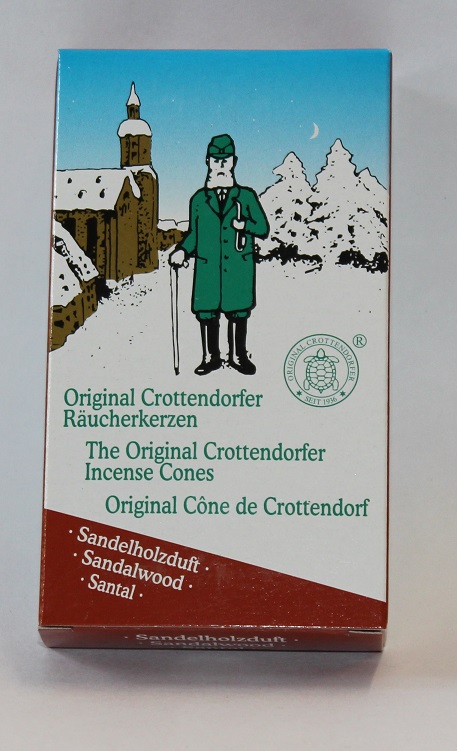 ORIGINAL CROTTENDORFER
®
SEIT 1936
Original Crottendorfer
Räucherkerzen
The Original Crottendorfer
Incense Cones
Original Cône de Crottendorf
· Sandelholzduft ·
· Sandalwood ·
· Santal ·
Sandelholzduft ·
· Sandalwood ·